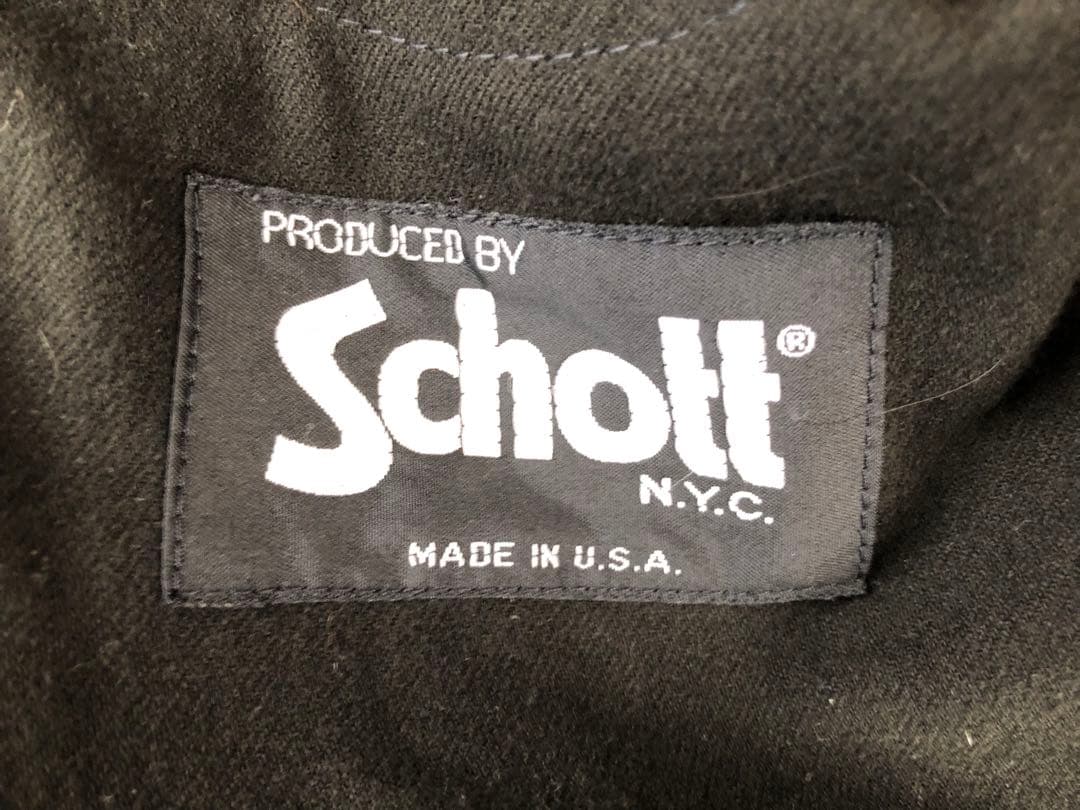 PRODUCED BY
Schott®
N.Y.C.
MADE IN U.S.A.